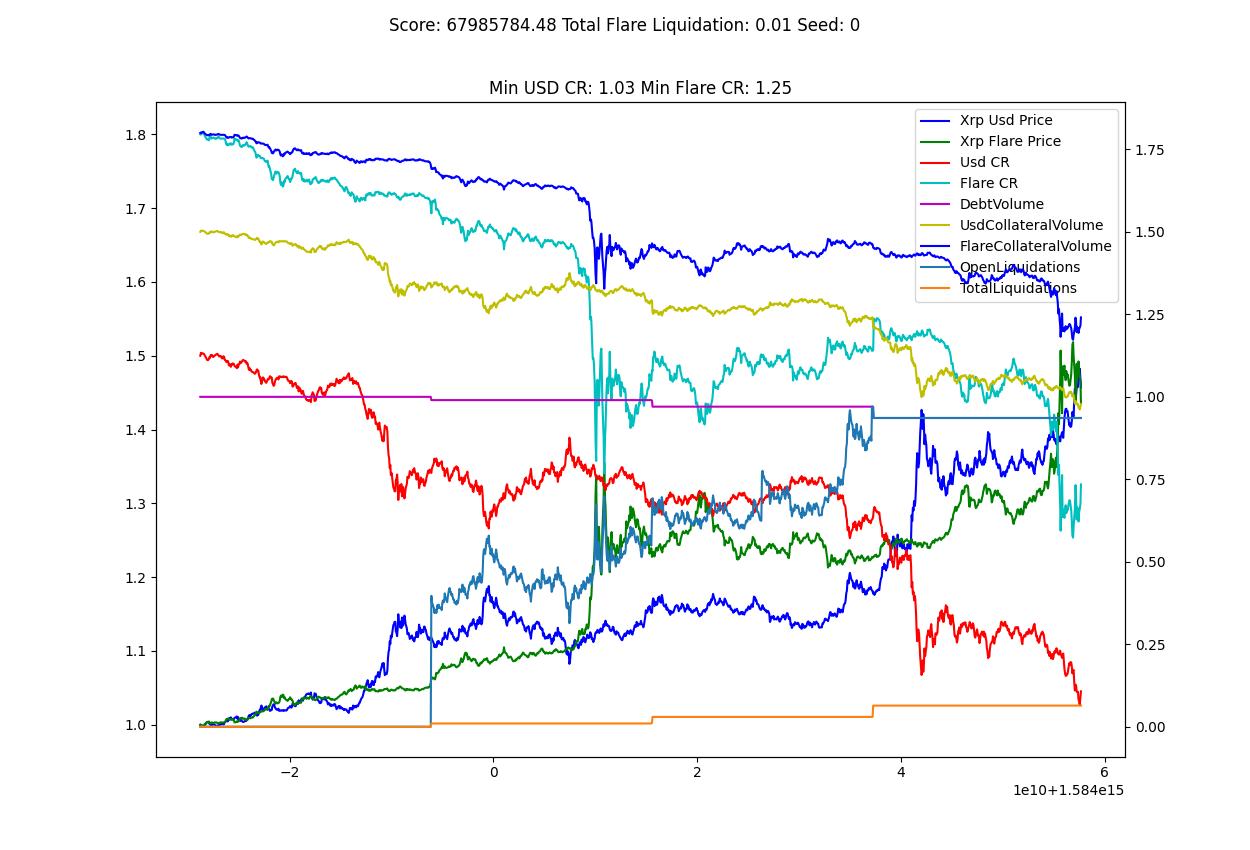 Score: 67985784.48 Total Flare Liquidation: 0.01 Seed: 0
Min USD CR: 1.03 Min Flare CR: 1.25
1.8
1.7
1.6
1.5
1.4
1.3
1.2
1.1
1.0
Xrp Usd Price
Xrp Flare Price
Usd CR
Flare CR
DebtVolume
UsdCollateralVolume
FlareCollateralVolume
OpenLiquidations
TotalLiquidations
1.75
1.50
1.25
1.00
0.75
0.50
0.25
0.00
−2 0 2 4 6
1e10+1.584e15